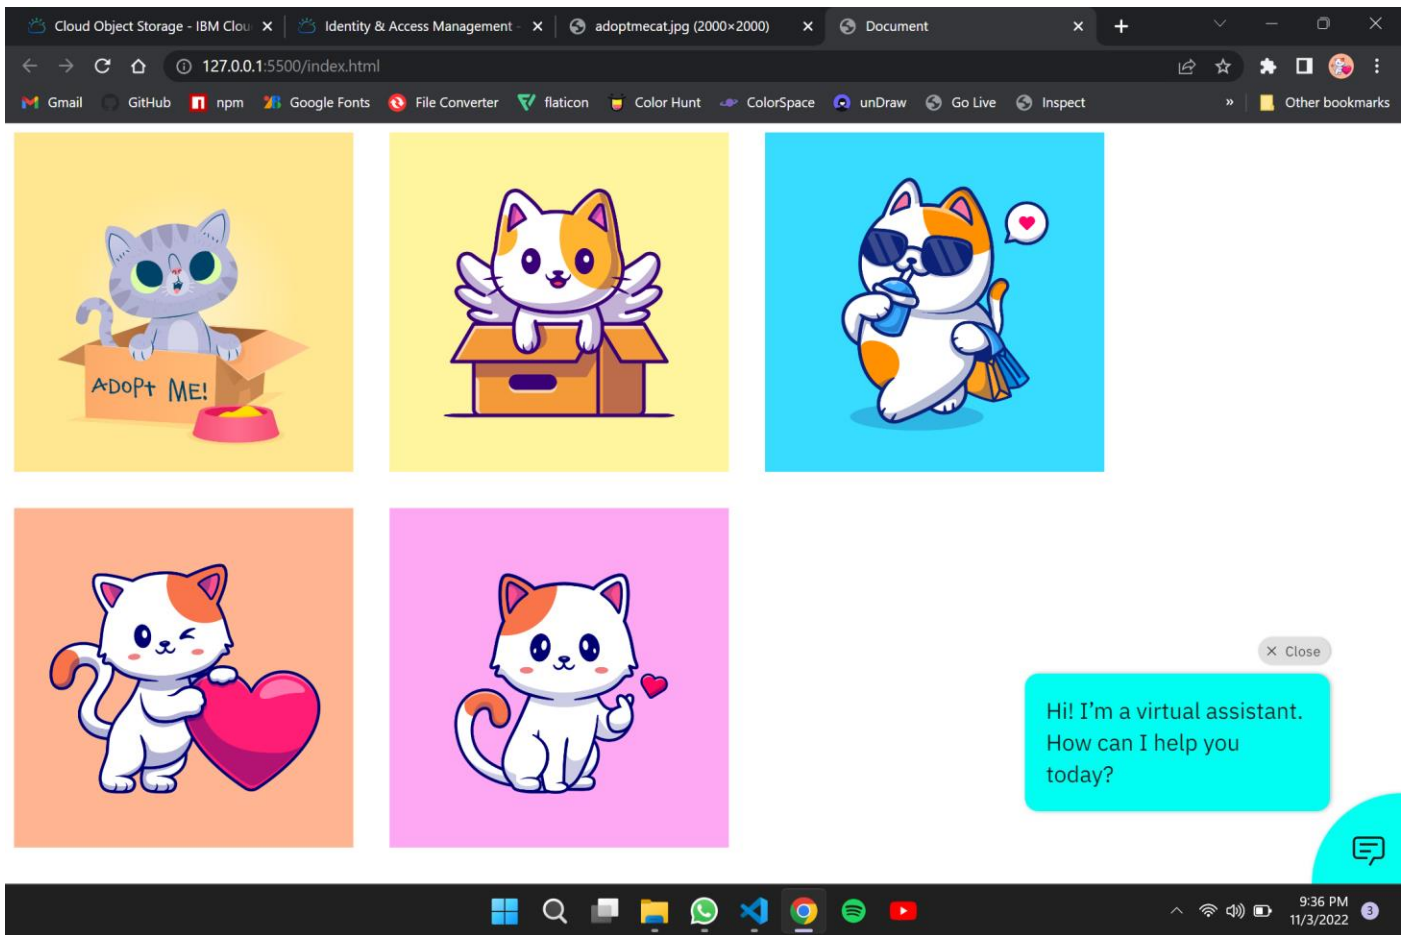 Cloud Object Storage - IBM Clou
Identity & Access Management -
adoptmecat.jpg (2000×2000)
Document
127.0.0.1:5500/index.html
Gmail
GitHub
npm
Google Fonts
File Converter
flaticon
Color Hunt
ColorSpace
unDraw
Go Live
Inspect
»
Other bookmarks
ADOPt ME!
× Close
Hi! I’m a virtual assistant.
How can I help you
today?
9:36 PM
11/3/2022
3